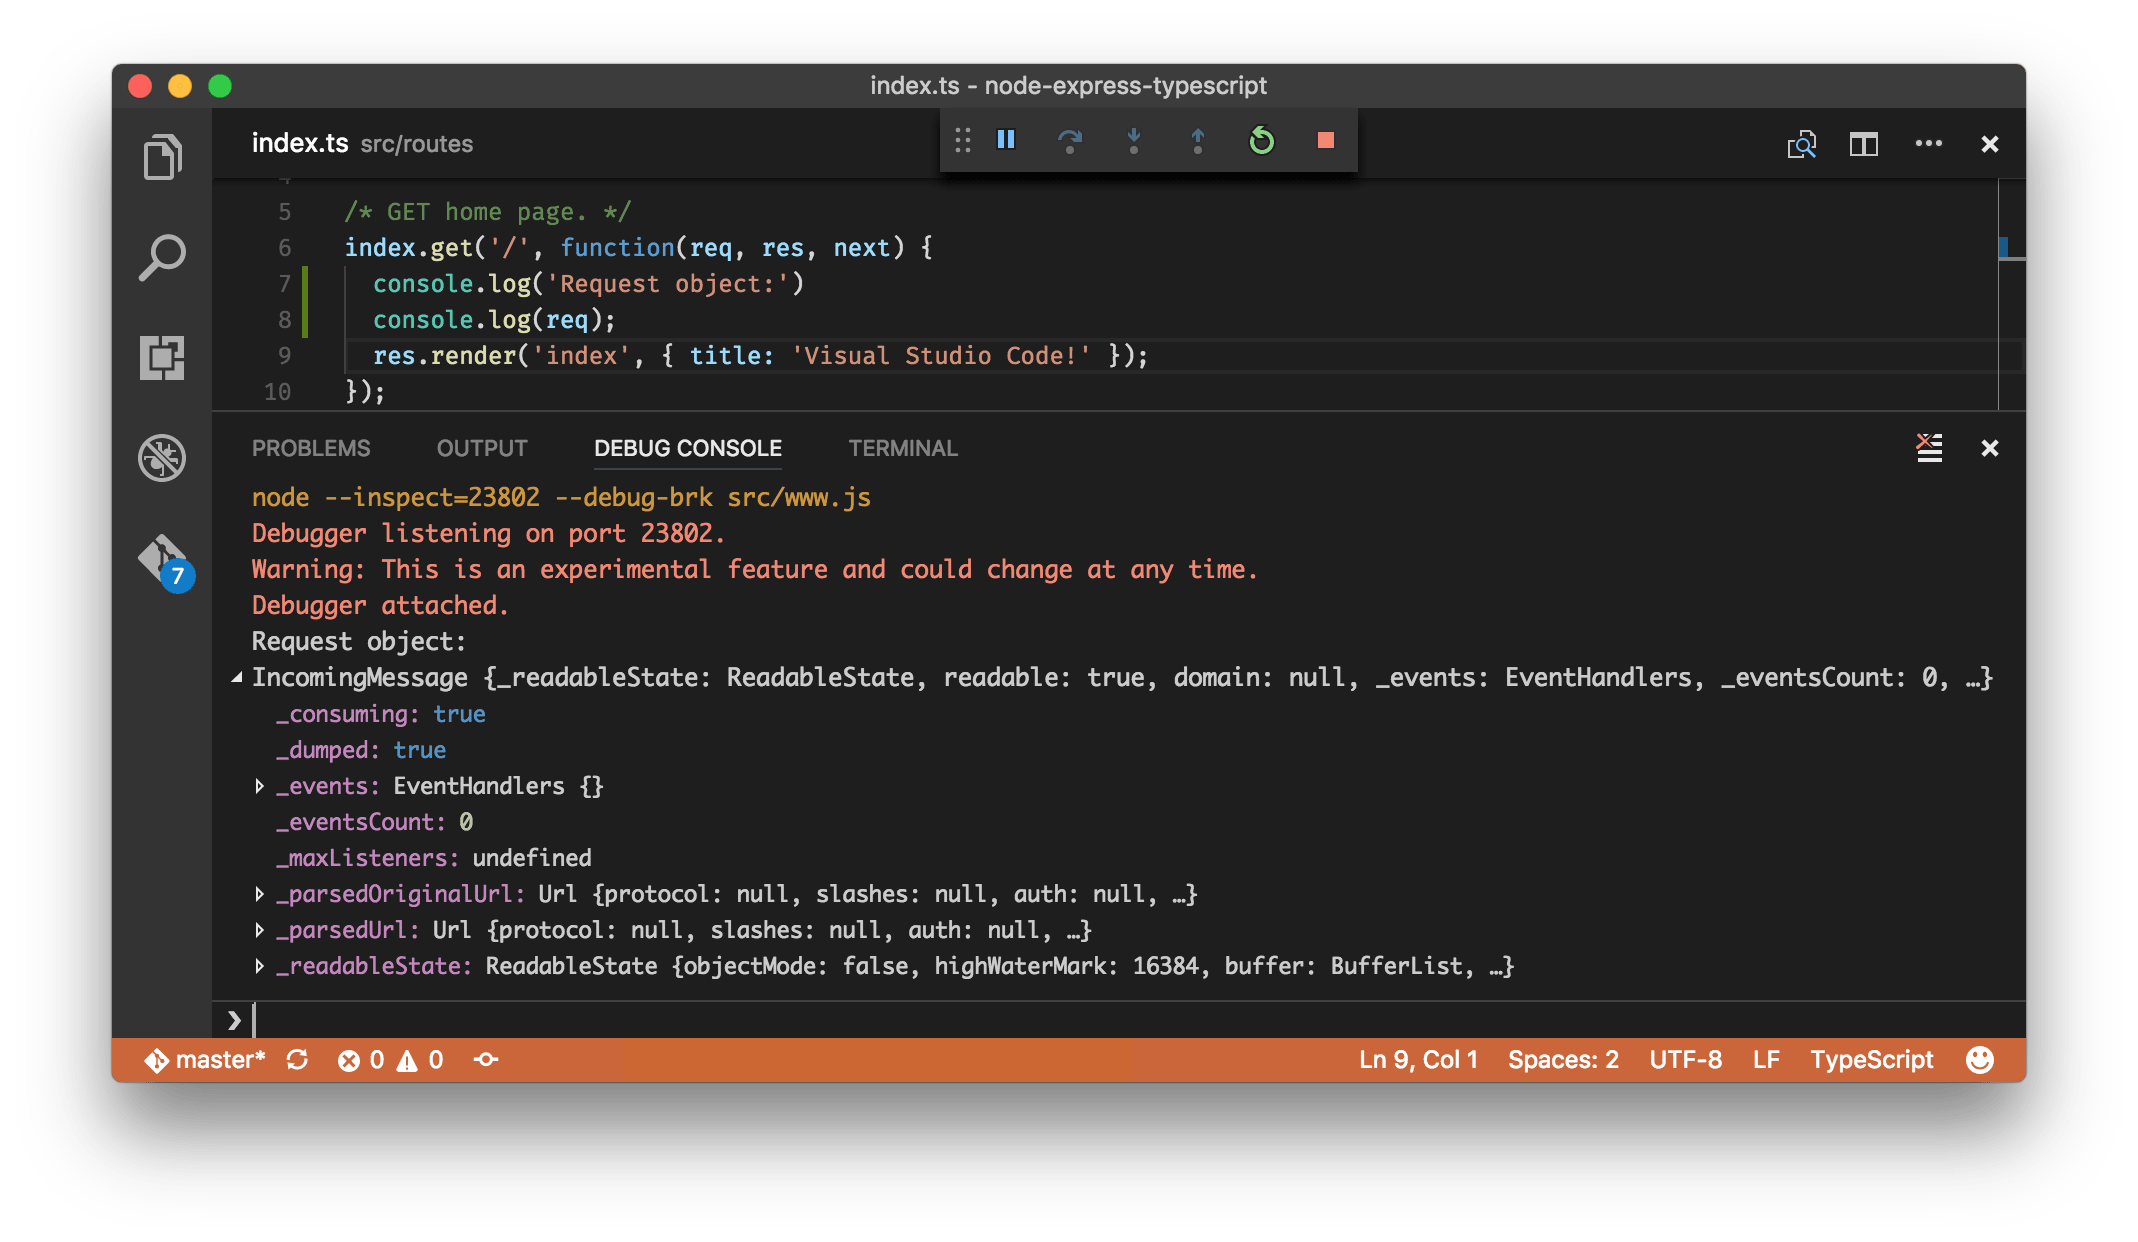 index.ts - node-express-typescript
index.ts src/routes
5 /* GET home page. */
6 index.get('/', function(req, res, next) {
7 console.log('Request object:')
8 console.log(req);
9 res.render('index', { title: 'Visual Studio Code!' });
10 });
PROBLEMS OUTPUT DEBUG CONSOLE TERMINAL
node --inspect=23802 --debug-brk src/www.js
Debugger listening on port 23802.
Warning: This is an experimental feature and could change at any time.
Debugger attached.
Request object:
IncomingMessage {_readableState: ReadableState, readable: true, domain: null, _events: EventHandlers, _eventsCount: 0, …}
_consuming: true
_dumped: true
_events: EventHandlers {}
_eventsCount: 0
_maxListeners: undefined
_parsedOriginalUrl: Url {protocol: null, slashes: null, auth: null, …}
_parsedUrl: Url {protocol: null, slashes: null, auth: null, …}
_readableState: ReadableState {objectMode: false, highWaterMark: 16384, buffer: BufferList, …}
7
master* 0 0 Ln 9, Col 1 Spaces: 2 UTF-8 LF TypeScript